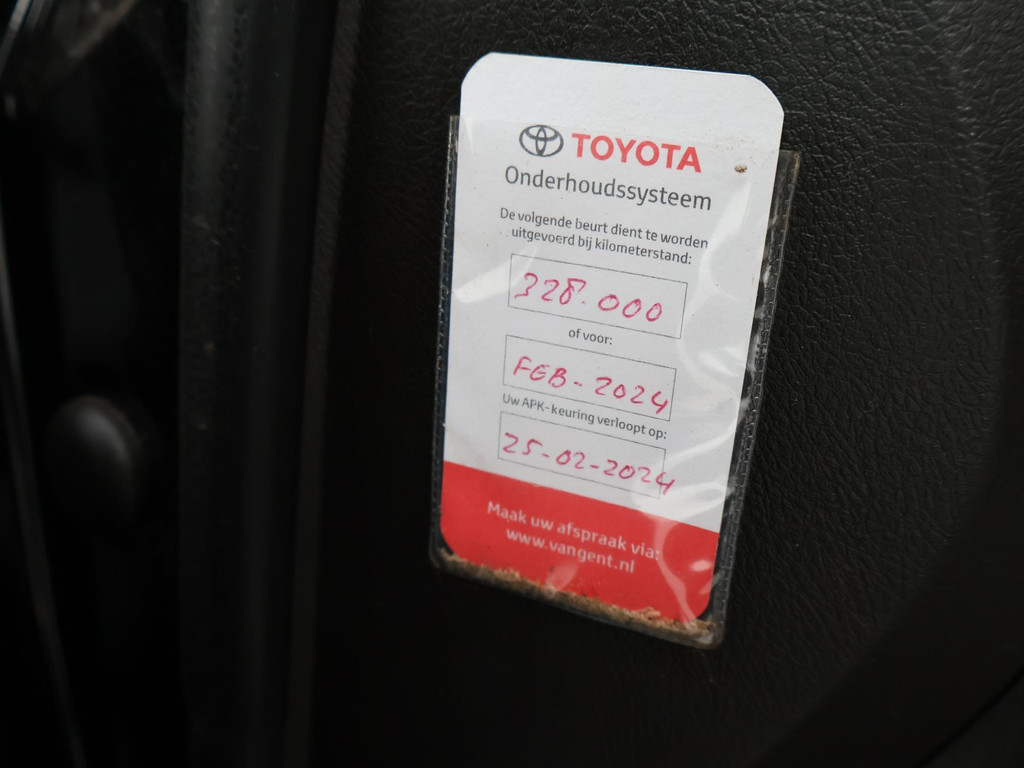 TOYOTA
Onderhoudssysteem
De volgende beurt dient te worden
uitgevoerd bij kilometerstand:
328.000
of voor:
FEB-2024
Uw APK-keuring verloopt op:
25-02-2024
Maak uw afspraak via:
www.vangent.nl